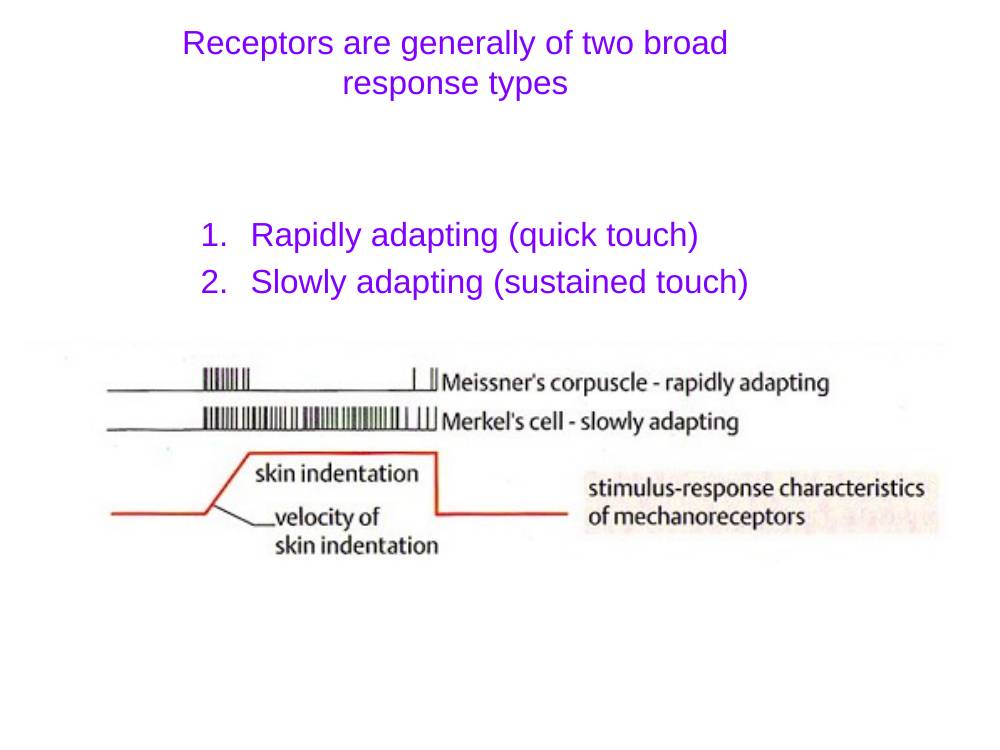 Receptors are generally of two broad
response types
1. Rapidly adapting (quick touch)
2. Slowly adapting (sustained touch)
Meissner's corpuscle - rapidly adapting
Merkel's cell - slowly adapting
skin indentation
velocity of
skin indentation
stimulus-response characteristics
of mechanoreceptors